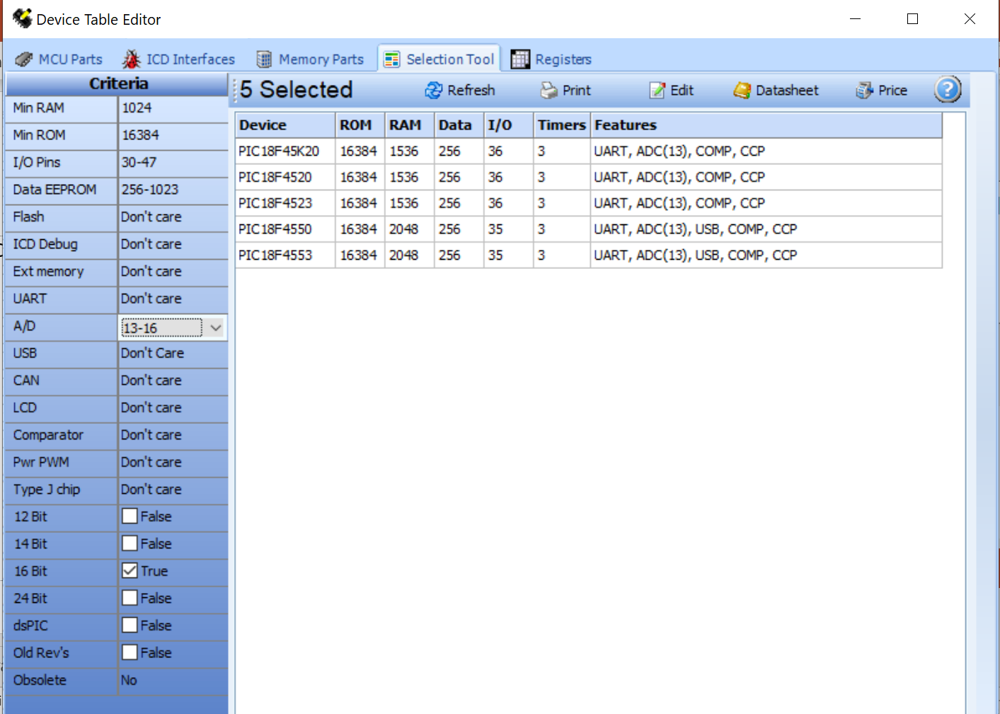 Device Table Editor
MCU Parts ICD Interfaces Memory Parts Selection Tool Registers
Criteria
Min RAM 1024
Min ROM 16384
I/O Pins 30-47
Data EEPROM 256-1023
Flash Don't care
ICD Debug Don't care
Ext memory Don't care
UART Don't care
A/D 13-16
USB Don't Care
CAN Don't care
LCD Don't care
Comparator Don't care
Pwr PWM Don't care
Type J chip Don't care
12 Bit False
14 Bit False
16 Bit True
24 Bit False
dsPIC False
Old Rev's False
Obsolete No
5 Selected Refresh Print Edit Datasheet Price ?
Device ROM RAM Data I/O Timers Features
PIC18F45K20 16384 1536 256 36 3 UART, ADC(13), COMP, CCP
PIC18F4520 16384 1536 256 36 3 UART, ADC(13), COMP, CCP
PIC18F4523 16384 1536 256 36 3 UART, ADC(13), COMP, CCP
PIC18F4550 16384 2048 256 35 3 UART, ADC(13), USB, COMP, CCP
PIC18F4553 16384 2048 256 35 3 UART, ADC(13), USB, COMP, CCP